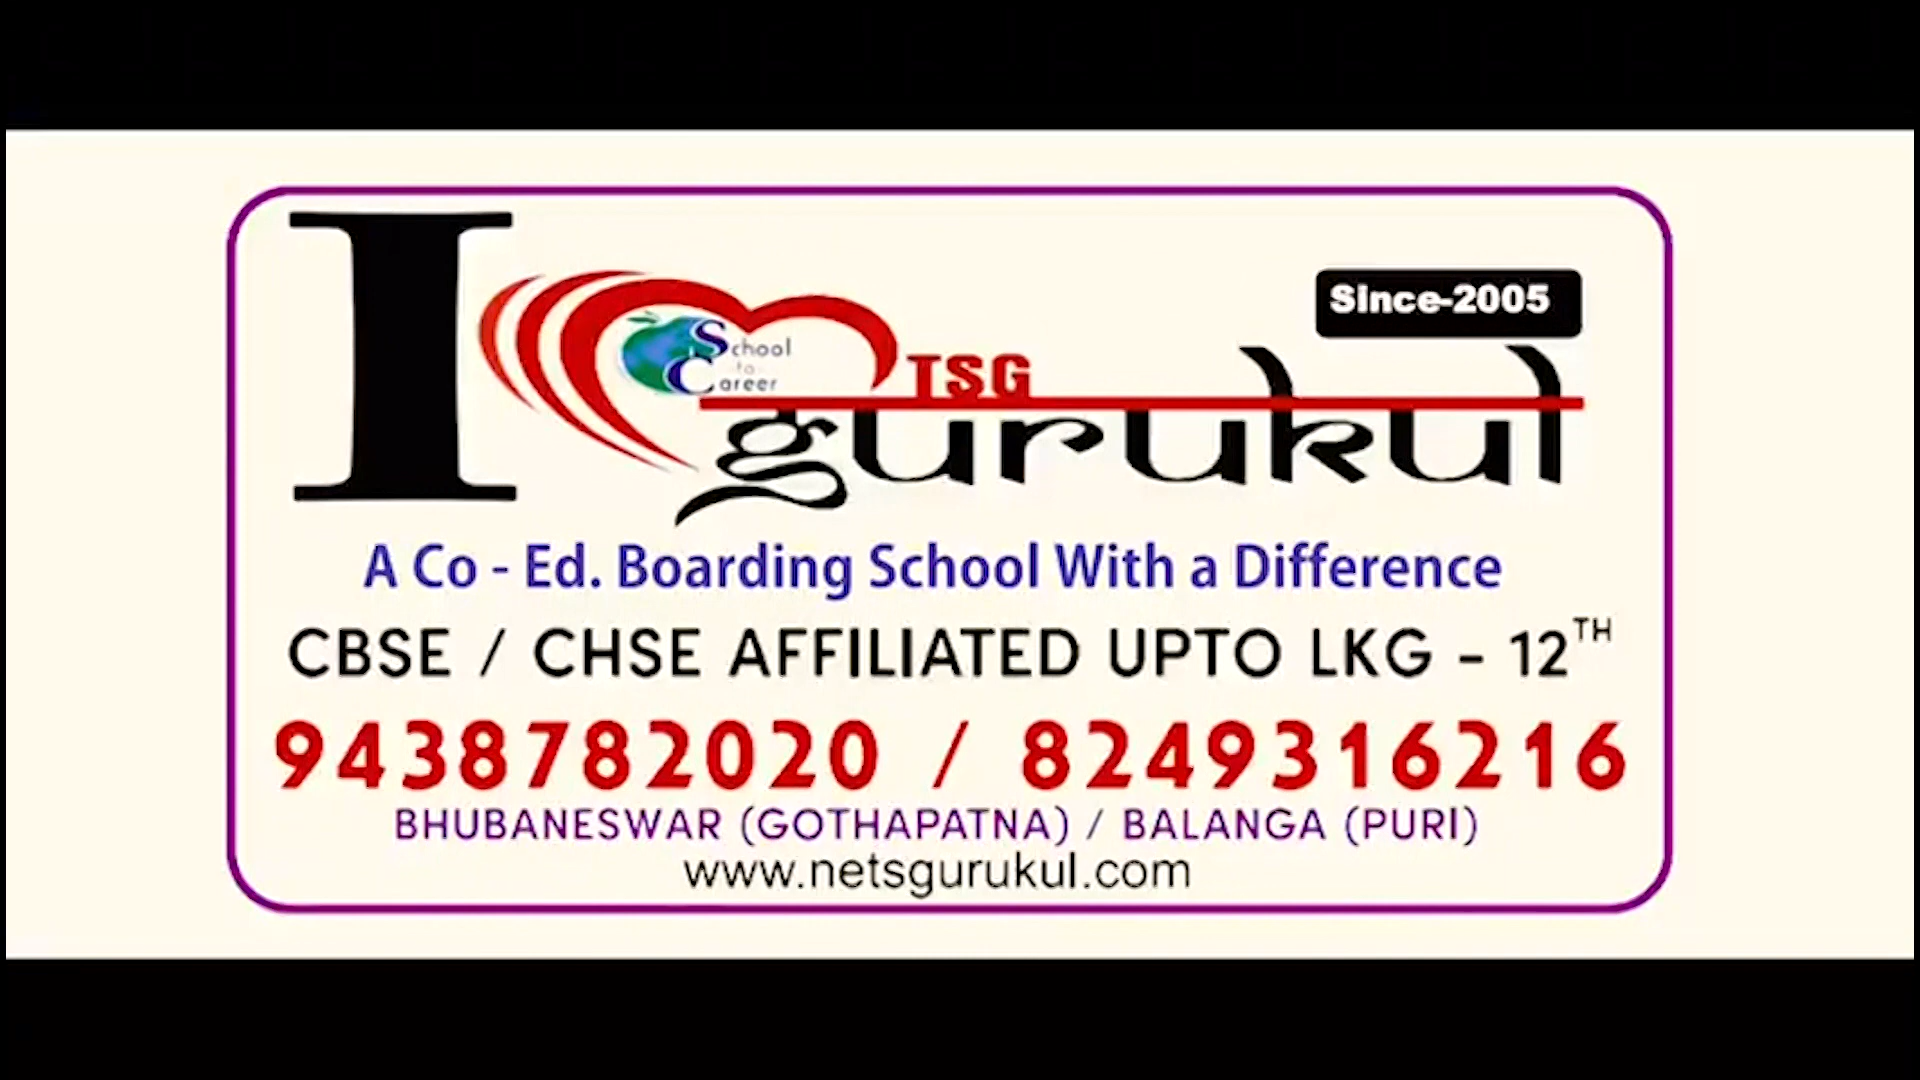 I
Since-2005
School
to
Career
TSG
gurukul
A Co - Ed. Boarding School With a Difference
CBSE / CHSE AFFILIATED UPTO LKG - 12TH
9438782020 / 8249316216
BHUBANESWAR (GOTHAPATNA) / BALANGA (PURI)
www.netsgurukul.com